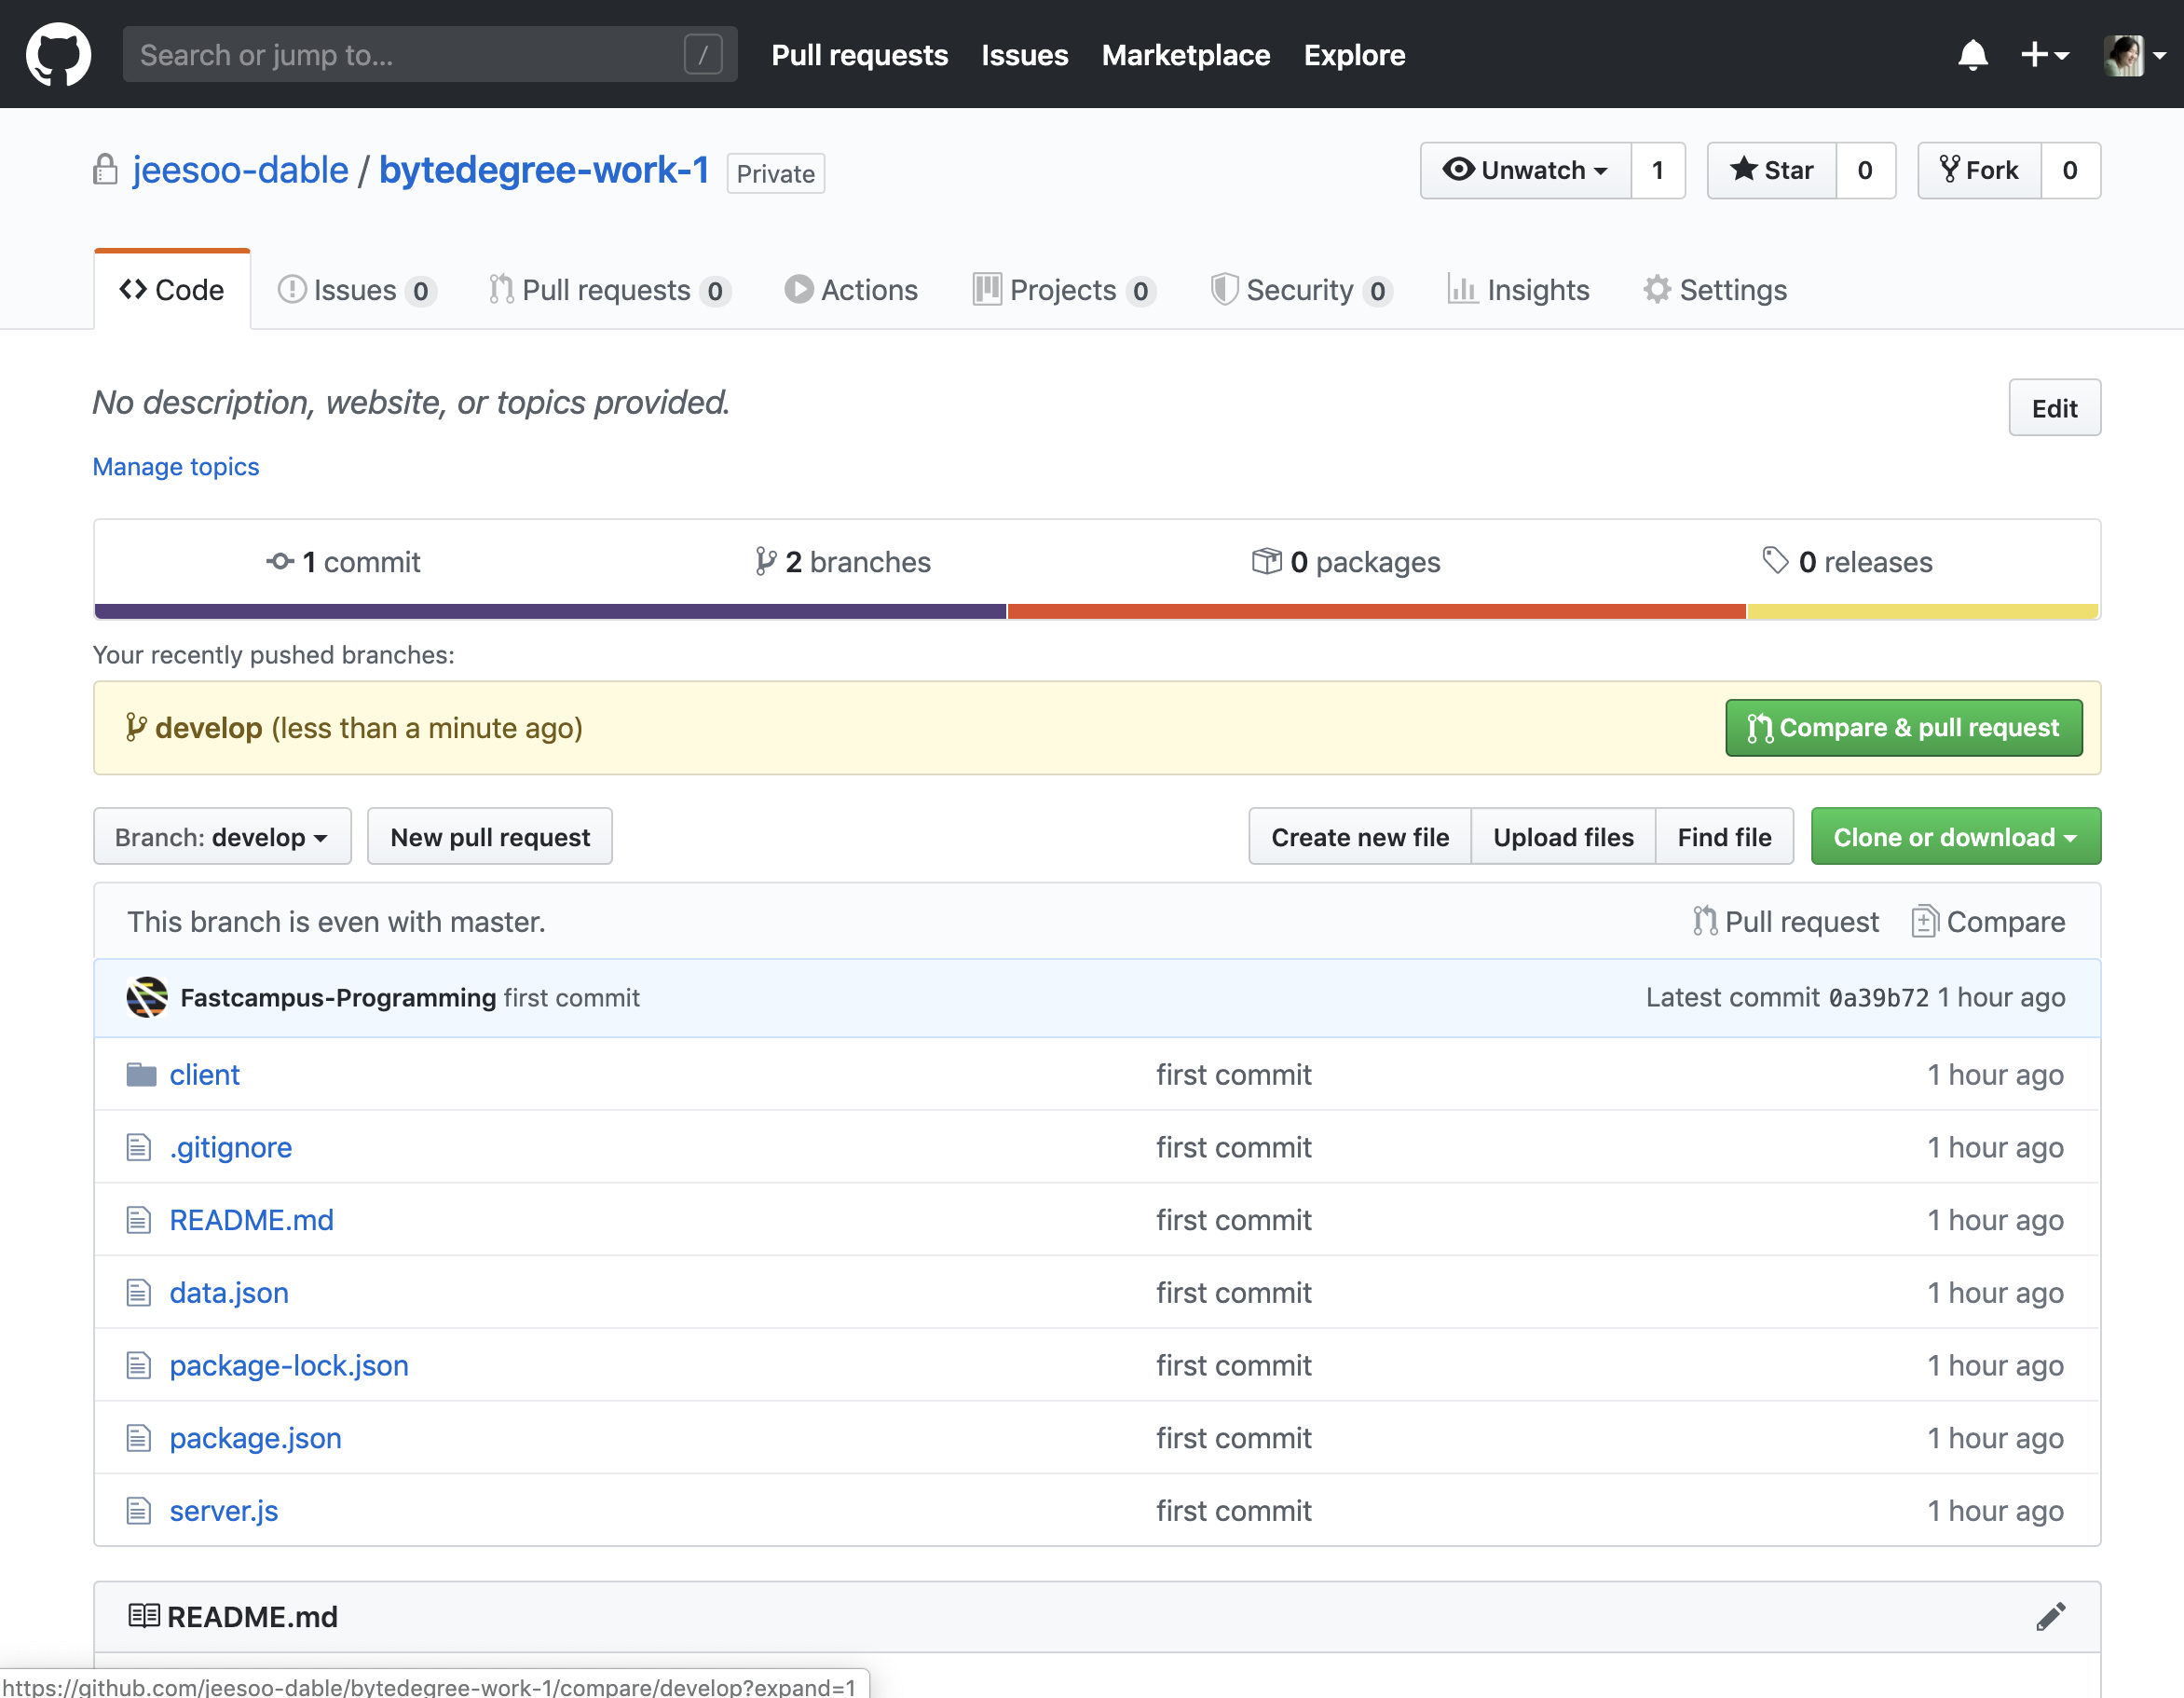 Search or jump to... / Pull requests Issues Marketplace Explore
jeesoo-dable / bytedegree-work-1 Private Unwatch 1 Star 0 Fork 0
Code Issues 0 Pull requests 0 Actions Projects 0 Security 0 Insights Settings
No description, website, or topics provided. Edit
Manage topics
1 commit 2 branches 0 packages 0 releases
Your recently pushed branches:
develop (less than a minute ago) Compare & pull request
Branch: develop New pull request Create new file Upload files Find file Clone or download
This branch is even with master. Pull request Compare
Fastcampus-Programming first commit Latest commit 0a39b72 1 hour ago
client first commit 1 hour ago
.gitignore first commit 1 hour ago
README.md first commit 1 hour ago
data.json first commit 1 hour ago
package-lock.json first commit 1 hour ago
package.json first commit 1 hour ago
server.js first commit 1 hour ago
README.md
https://github.com/jeesoo-dable/bytedegree-work-1/compare/develop?expand=1